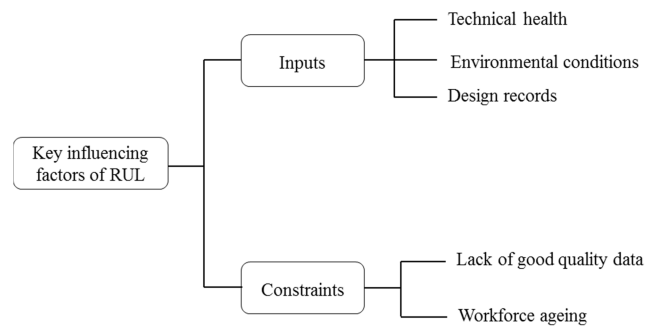 Key influencing
factors of RUL
Inputs
Technical health
Environmental conditions
Design records
Constraints
Lack of good quality data
Workforce ageing